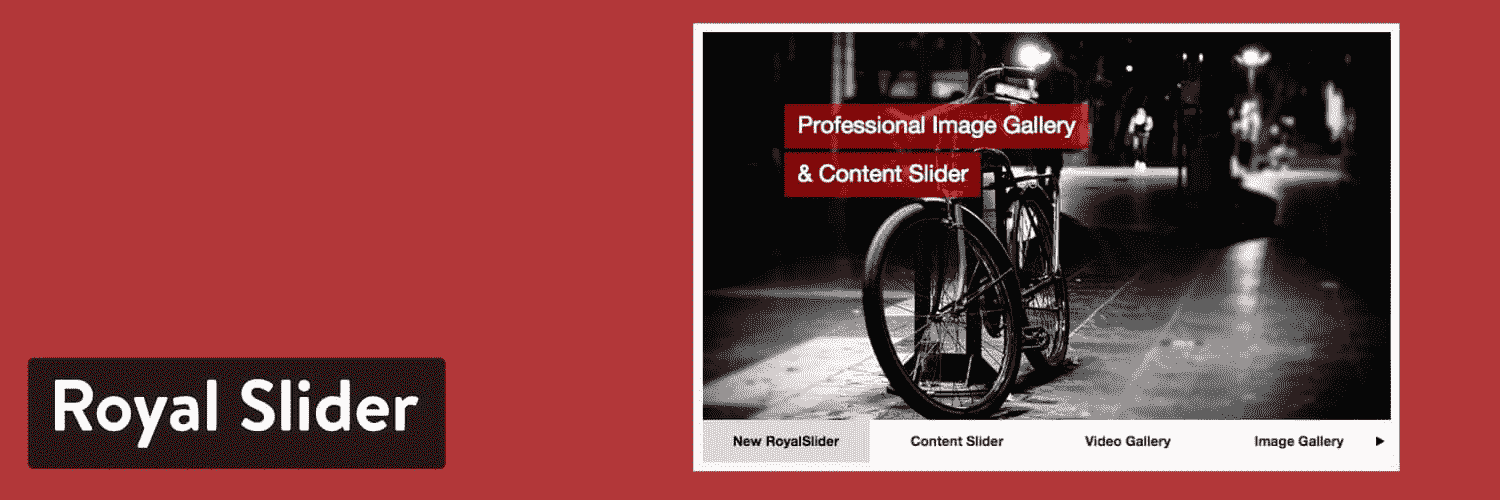 Professional Image Gallery
& Content Slider
New RoyalSlider Content Slider Video Gallery Image Gallery
Royal Slider